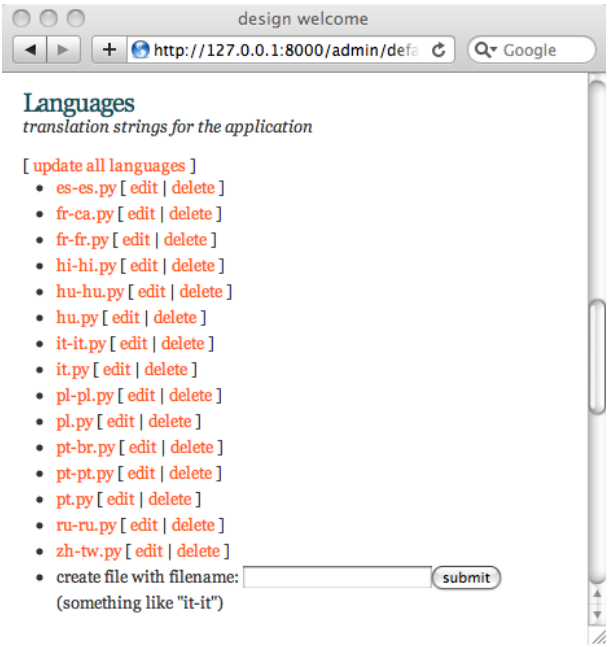 design welcome
http://127.0.0.1:8000/admin/defa
Google
Languages
translation strings for the application
[ update all languages ]
es-es.py [ edit | delete ]
fr-ca.py [ edit | delete ]
fr-fr.py [ edit | delete ]
hi-hi.py [ edit | delete ]
hu-hu.py [ edit | delete ]
hu.py [ edit | delete ]
it-it.py [ edit | delete ]
it.py [ edit | delete ]
pl-pl.py [ edit | delete ]
pl.py [ edit | delete ]
pt-br.py [ edit | delete ]
pt-pt.py [ edit | delete ]
pt.py [ edit | delete ]
ru-ru.py [ edit | delete ]
zh-tw.py [ edit | delete ]
create file with filename: submit
(something like "it-it")